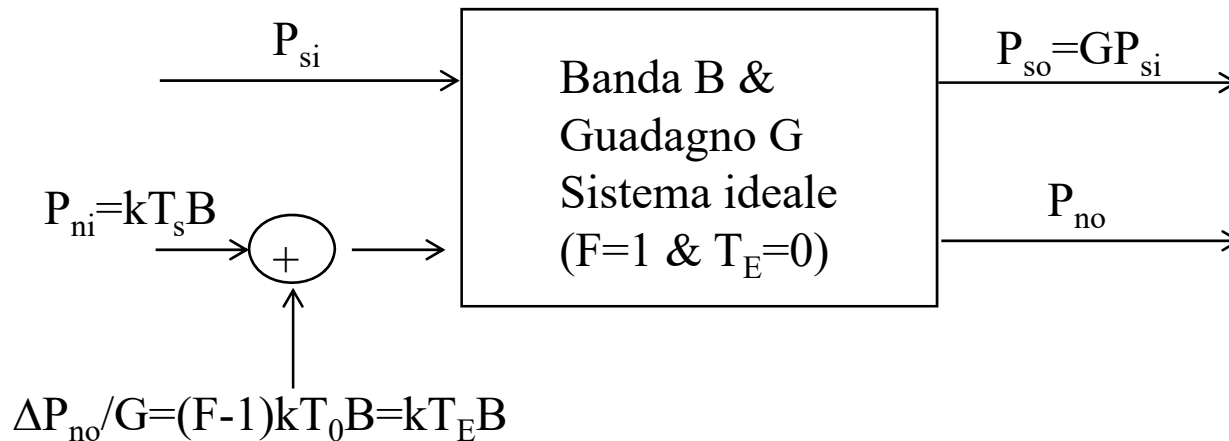 P_si
P_so=GP_si
Banda B &
Guadagno G
Sistema ideale
(F=1 & T_E=0)
P_ni=kT_sB
+
P_no
ΔP_no/G=(F-1)kT_0B=kT_EB